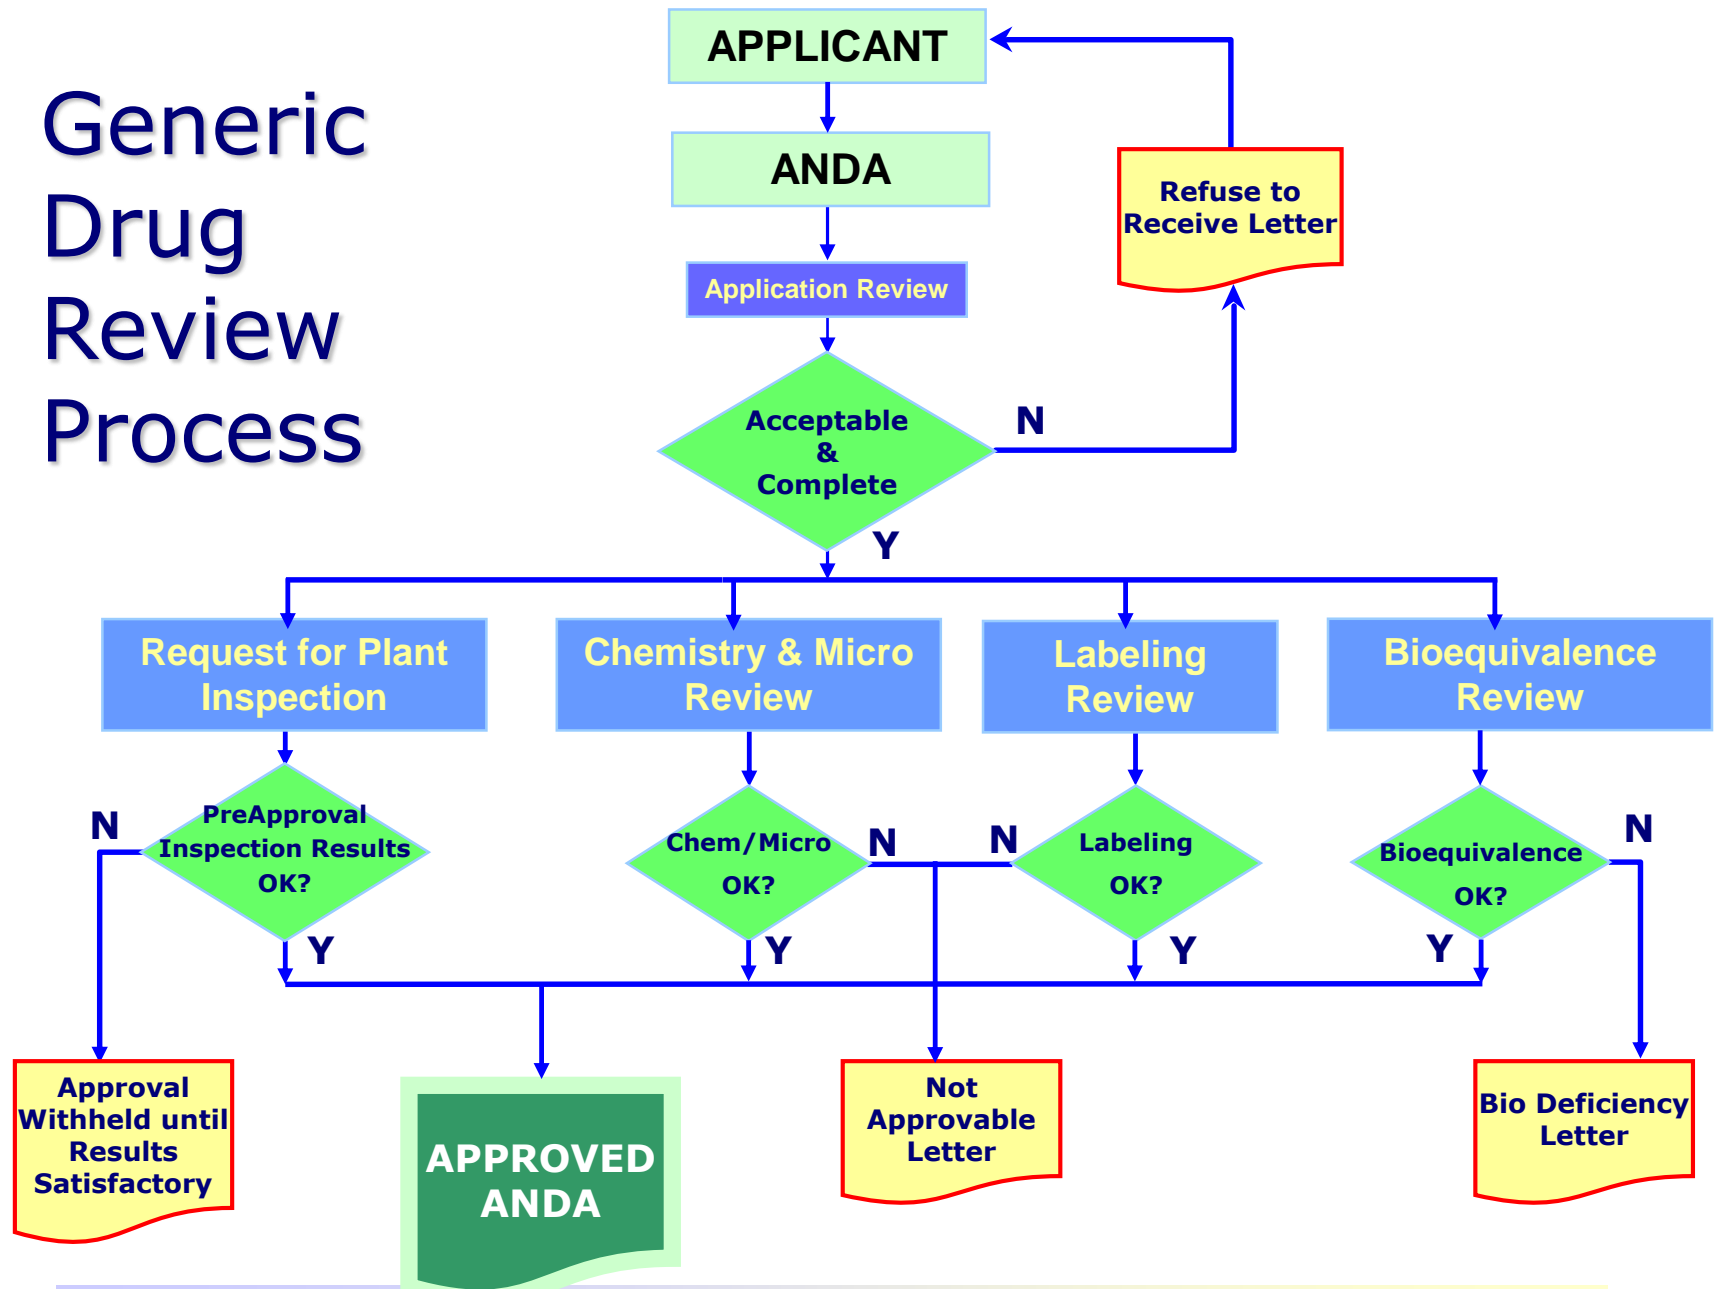 Generic
Drug
Review
Process
APPLICANT
ANDA
Refuse to
Receive Letter
Application Review
Acceptable
&
Complete
N
Y
Request for Plant
Inspection
Chemistry & Micro
Review
Labeling
Review
Bioequivalence
Review
N
PreApproval
Inspection Results
OK?
Y
Chem/Micro
OK?
N
Y
N
Labeling
OK?
Y
Bioequivalence
OK?
N
Y
Approval
Withheld until
Results
Satisfactory
APPROVED
ANDA
Not
Approvable
Letter
Bio Deficiency
Letter